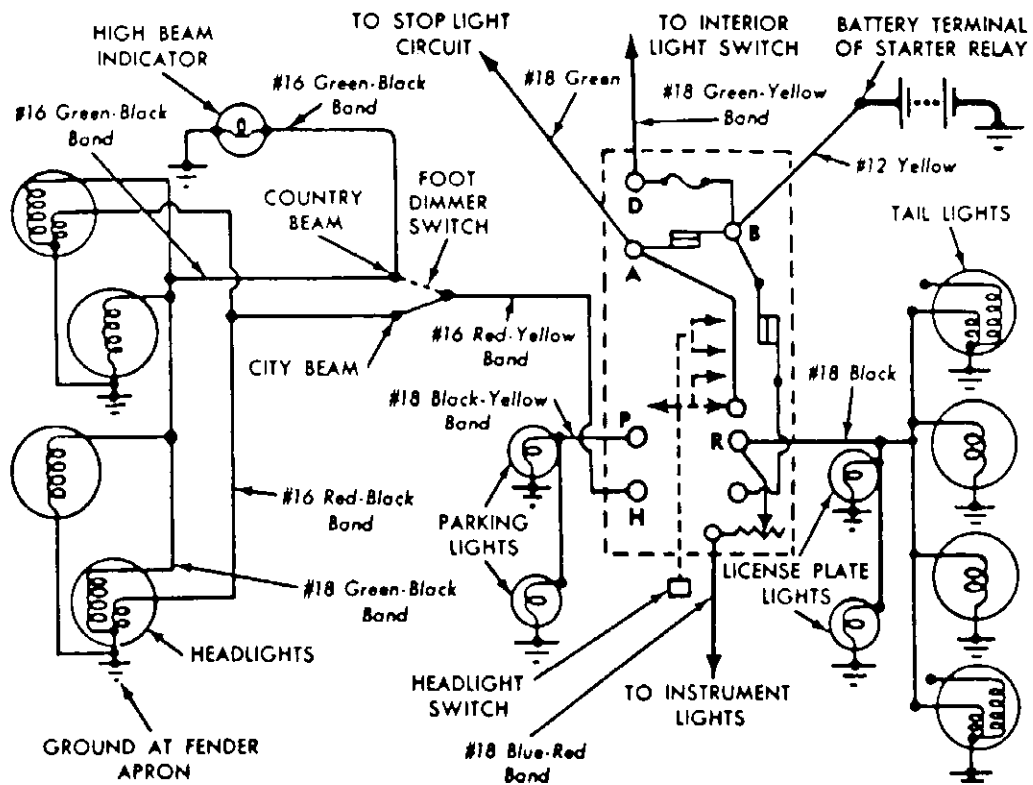 HIGH BEAM
INDICATOR
TO STOP LIGHT
CIRCUIT
TO INTERIOR
LIGHT SWITCH
BATTERY TERMINAL
OF STARTER RELAY
#16 Green-Black
Band
#16 Green-Black
Band
#18 Green
#18 Green-Yellow
Band
#12 Yellow
COUNTRY
BEAM
FOOT
DIMMER
SWITCH
D
B
A
TAIL LIGHTS
CITY BEAM
#16 Red-Yellow
Band
#18 Black-Yellow
Band
#18 Black
P
R
H
#16 Red-Black
Band
PARKING
LIGHTS
#18 Green-Black
Band
LICENSE PLATE
LIGHTS
HEADLIGHTS
HEADLIGHT
SWITCH
TO INSTRUMENT
LIGHTS
GROUND AT FENDER
APRON
#18 Blue-Red
Band